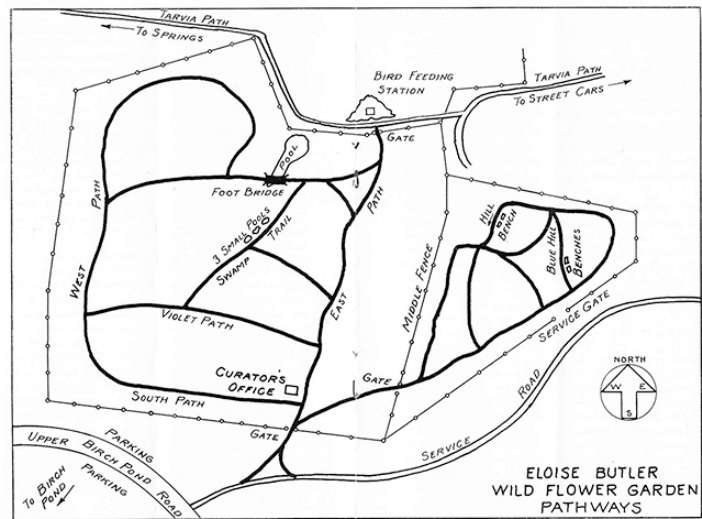 TARVIA PATH
TO SPRINGS
BIRD FEEDING
STATION
TARVIA PATH
TO STREET CARS
GATE
POOL
FOOT BRIDGE
PATH
WEST
3 SMALL POOLS
SWAMP
TRAIL
PATH
EAST
MIDDLE FENCE
HILL
BENCH
BLUE HILL
BENCHES
VIOLET PATH
SERVICE GATE
CURATOR'S
OFFICE
GATE
SOUTH PATH
GATE
SERVICE
ROAD
NORTH
W E
S
PARKING
UPPER BIRCH POND ROAD
PARKING
TO BIRCH
POND
ELOISE BUTLER
WILD FLOWER GARDEN
PATHWAYS